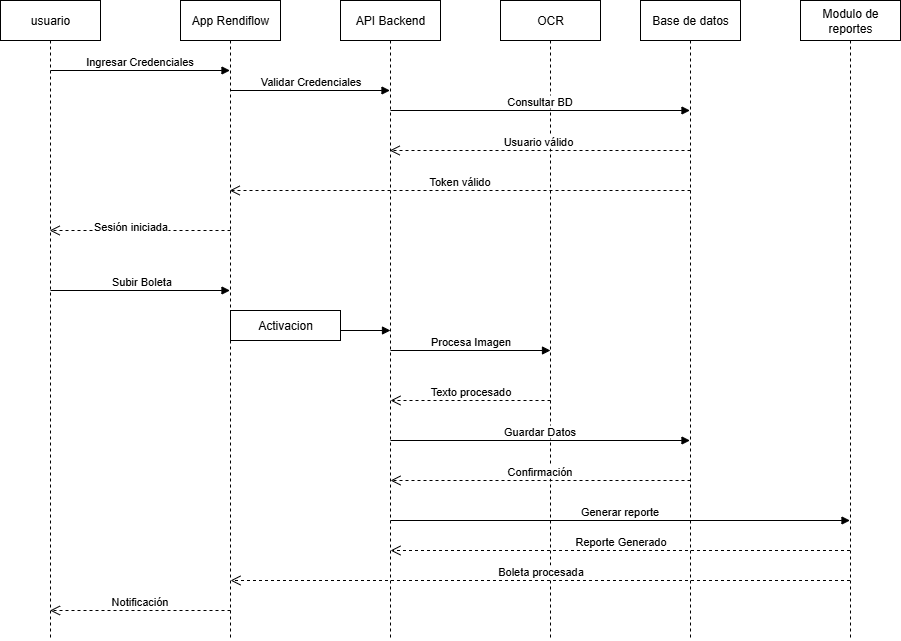 usuario
App Rendiflow
API Backend
OCR
Base de datos
Modulo de
reportes
Ingresar Credenciales
Validar Credenciales
Consultar BD
Usuario válido
Token válido
Sesión iniciada
Subir Boleta
Activacion
Procesa Imagen
Texto procesado
Guardar Datos
Confirmación
Generar reporte
Reporte Generado
Boleta procesada
Notificación